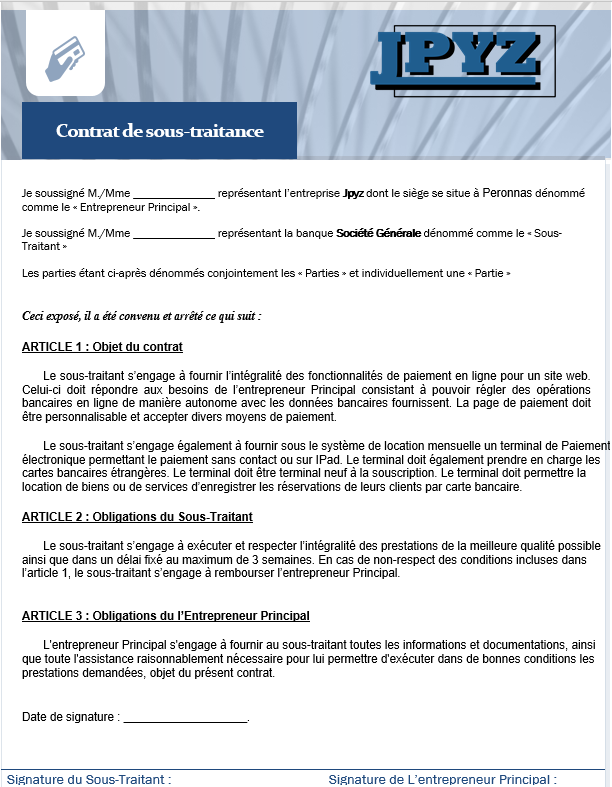 JPYZ
Contrat de sous-traitance
Je soussigné M./Mme ______________ représentant l'entreprise Jpyz dont le siège se situe à Peronnas dénommé
comme le « Entrepreneur Principal ».
Je soussigné M./Mme ______________ représentant la banque Société Générale dénommé comme le « Sous-
Traitant »
Les parties étant ci-après dénommés conjointement les « Parties » et individuellement une « Partie »
Ceci exposé, il a été convenu et arrêté ce qui suit :
ARTICLE 1 : Objet du contrat
Le sous-traitant s'engage à fournir l'intégralité des fonctionnalités de paiement en ligne pour un site web.
Celui-ci doit répondre aux besoins de l'entrepreneur Principal consistant à pouvoir régler des opérations
bancaires en ligne de manière autonome avec les données bancaires fournissent. La page de paiement doit
être personnalisable et accepter divers moyens de paiement.
Le sous-traitant s'engage également à fournir sous le système de location mensuelle un terminal de Paiement
électronique permettant le paiement sans contact ou sur IPad. Le terminal doit également prendre en charge les
cartes bancaires étrangères. Le terminal doit être terminal neuf à la souscription. Le terminal doit permettre la
location de biens ou de services d'enregistrer les réservations de leurs clients par carte bancaire.
ARTICLE 2 : Obligations du Sous-Traitant
Le sous-traitant s'engage à exécuter et respecter l'intégralité des prestations de la meilleure qualité possible
ainsi que dans un délai fixé au maximum de 3 semaines. En cas de non-respect des conditions incluses dans
l'article 1, le sous-traitant s'engage à rembourser l'entrepreneur Principal.
ARTICLE 3 : Obligations du l'Entrepreneur Principal
L'entrepreneur Principal s'engage à fournir au sous-traitant toutes les informations et documentations, ainsi
que toute l'assistance raisonnablement nécessaire pour lui permettre d'exécuter dans de bonnes conditions les
prestations demandées, objet du présent contrat.
Date de signature : ___________________.
Signature du Sous-Traitant : Signature de L'entrepreneur Principal :